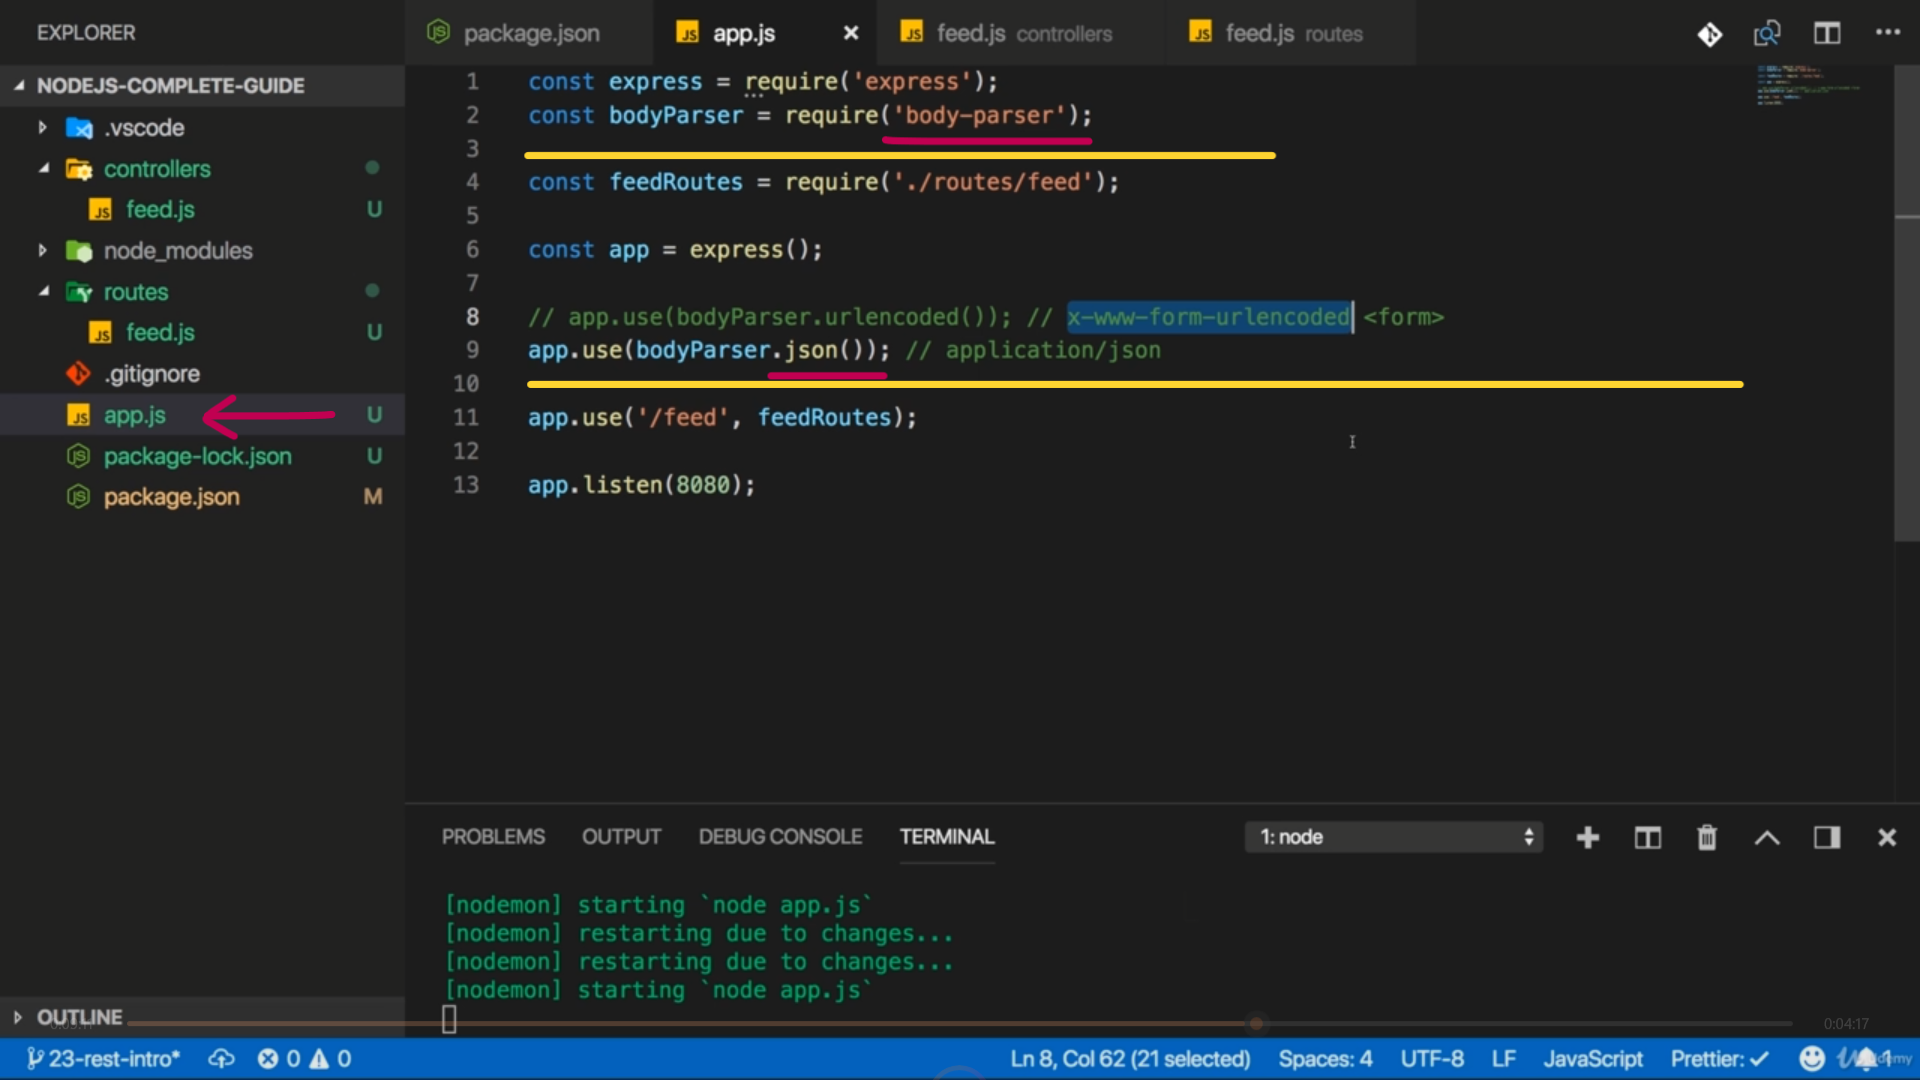 EXPLORER
NODEJS-COMPLETE-GUIDE
.vscode
controllers
feed.js U
node_modules
routes
feed.js U
.gitignore
app.js U
package-lock.json U
package.json M
OUTLINE
package.json
app.js
feed.js controllers
feed.js routes
1 const express = require('express');
2 const bodyParser = require('body-parser');
3
4 const feedRoutes = require('./routes/feed');
5
6 const app = express();
7
8 // app.use(bodyParser.urlencoded()); // x-www-form-urlencoded <form>
9 app.use(bodyParser.json()); // application/json
10
11 app.use('/feed', feedRoutes);
12
13 app.listen(8080);
PROBLEMS OUTPUT DEBUG CONSOLE TERMINAL 1: node
[nodemon] starting `node app.js`
[nodemon] restarting due to changes...
[nodemon] restarting due to changes...
[nodemon] starting `node app.js`
0:04:17
23-rest-intro* 0 0 Ln 8, Col 62 (21 selected) Spaces: 4 UTF-8 LF JavaScript Prettier: ✓ 1